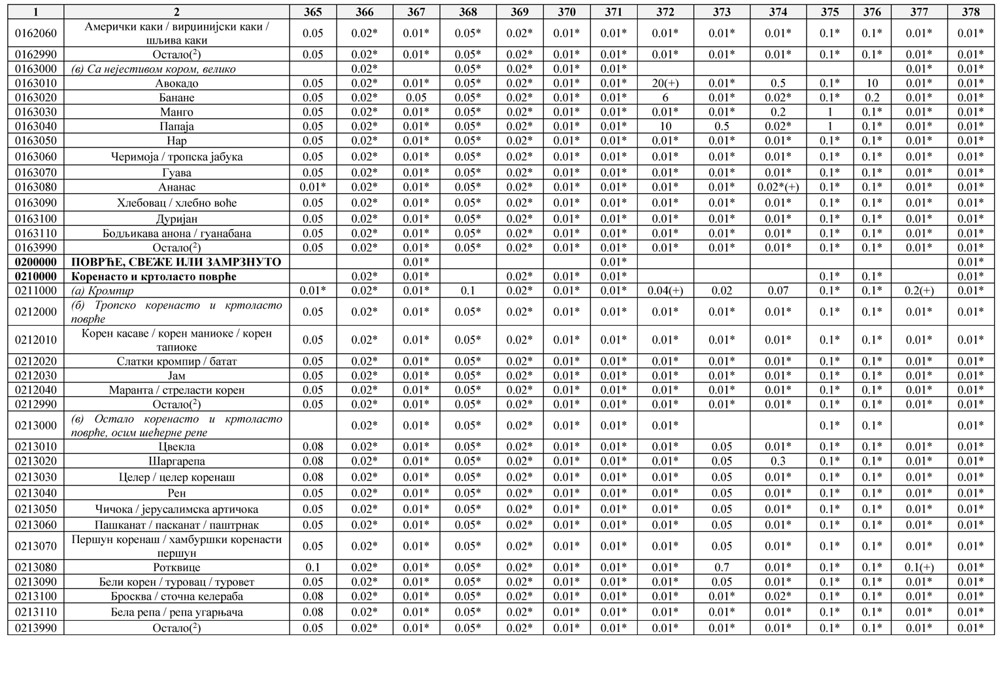 1 2 365 366 367 368 369 370 371 372 373 374 375 376 377 378
0162060 Амерички каки / вирџинијски каки / шљива каки 0.05 0.02* 0.01* 0.05* 0.02* 0.01* 0.01* 0.01* 0.01* 0.01* 0.1* 0.1* 0.01* 0.01*
0162990 Остало(2) 0.05 0.02* 0.01* 0.05* 0.02* 0.01* 0.01* 0.01* 0.01* 0.01* 0.1* 0.1* 0.01* 0.01*
0163000 (в) Са нејестивом кором, велико 0.02* 0.05* 0.02* 0.01* 0.01* 0.01* 0.01*
0163010 Авокадо 0.05 0.02* 0.01* 0.05* 0.02* 0.01* 0.01* 20(+) 0.01* 0.5 0.1* 10 0.01* 0.01*
0163020 Банане 0.05 0.02* 0.05 0.05* 0.02* 0.01* 0.01* 6 0.01* 0.02* 0.1* 0.2 0.01* 0.01*
0163030 Манго 0.05 0.02* 0.01* 0.05* 0.02* 0.01* 0.01* 0.01* 0.01* 0.2 1 0.1* 0.01* 0.01*
0163040 Папаја 0.05 0.02* 0.01* 0.05* 0.02* 0.01* 0.01* 10 0.5 0.02* 1 0.1* 0.01* 0.01*
0163050 Нар 0.05 0.02* 0.01* 0.05* 0.02* 0.01* 0.01* 0.01* 0.01* 0.01* 0.1* 0.1* 0.01* 0.01*
0163060 Черимоја / тропска јабука 0.05 0.02* 0.01* 0.05* 0.02* 0.01* 0.01* 0.01* 0.01* 0.01* 0.1* 0.1* 0.01* 0.01*
0163070 Гуава 0.05 0.02* 0.01* 0.05* 0.02* 0.01* 0.01* 0.01* 0.01* 0.01* 0.1* 0.1* 0.01* 0.01*
0163080 Ананас 0.01* 0.02* 0.01* 0.05* 0.02* 0.01* 0.01* 0.01* 0.01* 0.02*(+) 0.1* 0.1* 0.01* 0.01*
0163090 Хлебовац / хлебно воће 0.05 0.02* 0.01* 0.05* 0.02* 0.01* 0.01* 0.01* 0.01* 0.01* 0.1* 0.1* 0.01* 0.01*
0163100 Дуријан 0.05 0.02* 0.01* 0.05* 0.02* 0.01* 0.01* 0.01* 0.01* 0.01* 0.1* 0.1* 0.01* 0.01*
0163110 Бодљикава анона / гуанабана 0.05 0.02* 0.01* 0.05* 0.02* 0.01* 0.01* 0.01* 0.01* 0.01* 0.1* 0.1* 0.01* 0.01*
0163990 Остало(2) 0.05 0.02* 0.01* 0.05* 0.02* 0.01* 0.01* 0.01* 0.01* 0.01* 0.1* 0.1* 0.01* 0.01*
0200000 ПОВРЋЕ, СВЕЖЕ ИЛИ ЗАМРЗНУТО 0.01* 0.01* 0.01*
0210000 Коренасто и кртоласто поврће 0.02* 0.01* 0.02* 0.01* 0.01* 0.1* 0.1* 0.01*
0211000 (а) Кромпир 0.01* 0.02* 0.01* 0.1 0.02* 0.01* 0.01* 0.04(+) 0.02 0.07 0.1* 0.1* 0.2(+) 0.01*
0212000 (б) Тропско коренасто и кртоласто поврће 0.05 0.02* 0.01* 0.05* 0.02* 0.01* 0.01* 0.01* 0.01* 0.01* 0.1* 0.1* 0.01* 0.01*
0212010 Корен касаве / корен маниоке / корен тапиоке 0.05 0.02* 0.01* 0.05* 0.02* 0.01* 0.01* 0.01* 0.01* 0.01* 0.1* 0.1* 0.01* 0.01*
0212020 Слатки кромпир / батат 0.05 0.02* 0.01* 0.05* 0.02* 0.01* 0.01* 0.01* 0.01* 0.01* 0.1* 0.1* 0.01* 0.01*
0212030 Јам 0.05 0.02* 0.01* 0.05* 0.02* 0.01* 0.01* 0.01* 0.01* 0.01* 0.1* 0.1* 0.01* 0.01*
0212040 Маранта / стреласти корен 0.05 0.02* 0.01* 0.05* 0.02* 0.01* 0.01* 0.01* 0.01* 0.01* 0.1* 0.1* 0.01* 0.01*
0212990 Остало(2) 0.05 0.02* 0.01* 0.05* 0.02* 0.01* 0.01* 0.01* 0.01* 0.01* 0.1* 0.1* 0.01* 0.01*
0213000 (в) Остало коренасто и кртоласто поврће, осим шећерне репе 0.02* 0.01* 0.05* 0.02* 0.01* 0.01* 0.01* 0.1* 0.1* 0.01*
0213010 Цвекла 0.08 0.02* 0.01* 0.05* 0.02* 0.01* 0.01* 0.01* 0.05 0.01* 0.1* 0.1* 0.01* 0.01*
0213020 Шаргарепа 0.08 0.02* 0.01* 0.05* 0.02* 0.01* 0.01* 0.01* 0.05 0.3 0.1* 0.1* 0.01* 0.01*
0213030 Целер / целер коренаш 0.08 0.02* 0.01* 0.05* 0.02* 0.01* 0.01* 0.01* 0.05 0.01* 0.1* 0.1* 0.01* 0.01*
0213040 Рен 0.05 0.02* 0.01* 0.05* 0.02* 0.01* 0.01* 0.01* 0.05 0.01* 0.1* 0.1* 0.01* 0.01*
0213050 Чичока / јерусалимска артичока 0.05 0.02* 0.01* 0.05* 0.02* 0.01* 0.01* 0.01* 0.05 0.01* 0.1* 0.1* 0.01* 0.01*
0213060 Пашканат / пасканат / паштрнак 0.05 0.02* 0.01* 0.05* 0.02* 0.01* 0.01* 0.01* 0.05 0.01* 0.1* 0.1* 0.01* 0.01*
0213070 Першун коренаш / хамбуршки коренасти першун 0.05 0.02* 0.01* 0.05* 0.02* 0.01* 0.01* 0.01* 0.05 0.01* 0.1* 0.1* 0.01* 0.01*
0213080 Ротквице 0.1 0.02* 0.01* 0.05* 0.02* 0.01* 0.01* 0.01* 0.7 0.01* 0.1* 0.1* 0.1(+) 0.01*
0213090 Бели корен / туровац / туровет 0.05 0.02* 0.01* 0.05* 0.02* 0.01* 0.01* 0.01* 0.05 0.01* 0.1* 0.1* 0.01* 0.01*
0213100 Бросква / сточна келераба 0.08 0.02* 0.01* 0.05* 0.02* 0.01* 0.01* 0.01* 0.01* 0.02* 0.1* 0.1* 0.01* 0.01*
0213110 Бела репа / репа угарњача 0.08 0.02* 0.01* 0.05* 0.02* 0.01* 0.01* 0.01* 0.01* 0.01* 0.1* 0.1* 0.01* 0.01*
0213990 Остало(2) 0.05 0.02* 0.01* 0.05* 0.02* 0.01* 0.01* 0.01* 0.01* 0.01* 0.1* 0.1* 0.01* 0.01*